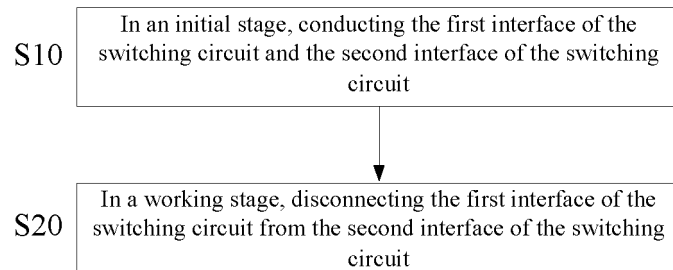 S10
In an initial stage, conducting the first interface of the
switching circuit and the second interface of the switching
circuit
S20
In a working stage, disconnecting the first interface of the
switching circuit from the second interface of the switching
circuit